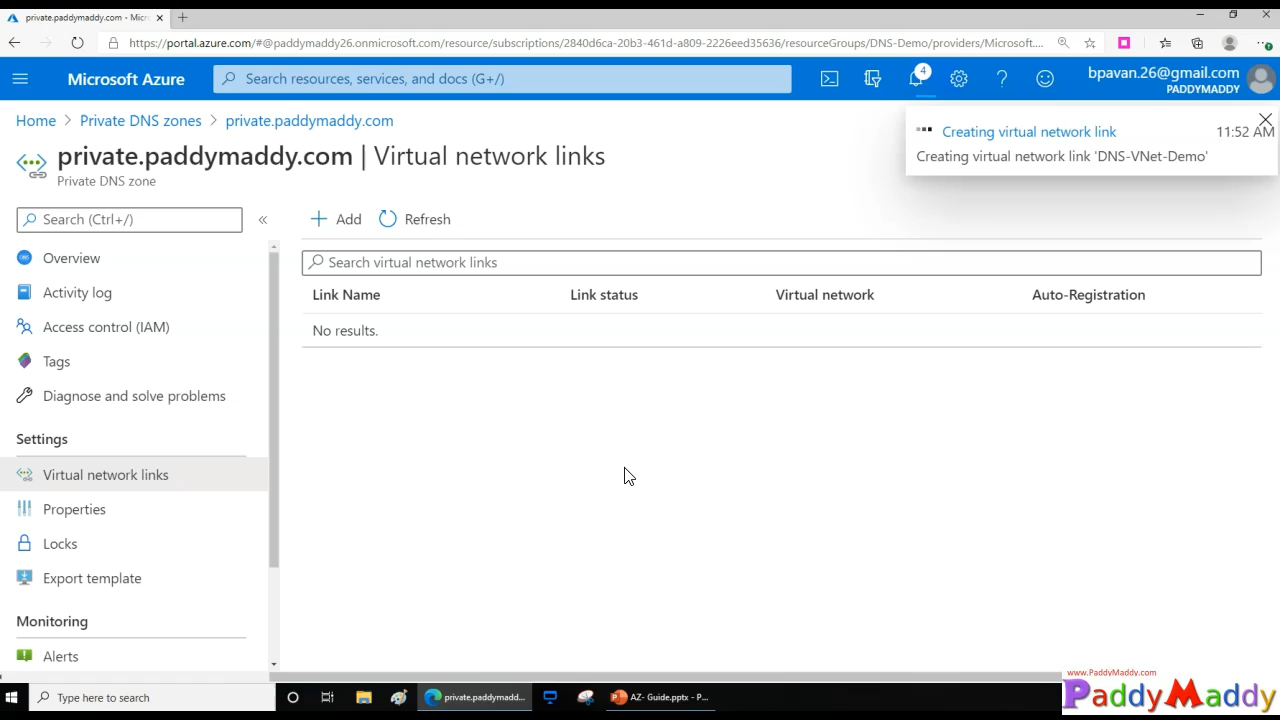 private.paddymaddy.com - Micr
https://portal.azure.com/#@paddymaddy26.onmicrosoft.com/resource/subscriptions/2840d6ca-20b3-461d-a809-2226eed35636/resourceGroups/DNS-Demo/providers/Microsoft....
Microsoft Azure
Search resources, services, and docs (G+/)
4
bpavan.26@gmail.com
PADDYMADDY
Home > Private DNS zones > private.paddymaddy.com
Creating virtual network link 11:52 AM
Creating virtual network link 'DNS-VNet-Demo'
private.paddymaddy.com | Virtual network links
Private DNS zone
Search (Ctrl+/)
«
Add Refresh
Search virtual network links
Link Name Link status Virtual network Auto-Registration
No results.
Overview
Activity log
Access control (IAM)
Tags
Diagnose and solve problems
Settings
Virtual network links
Properties
Locks
Export template
Monitoring
Alerts
www.PaddyMaddy.com
PaddyMaddy
Type here to search
private.paddymadd...
AZ- Guide.pptx - P...